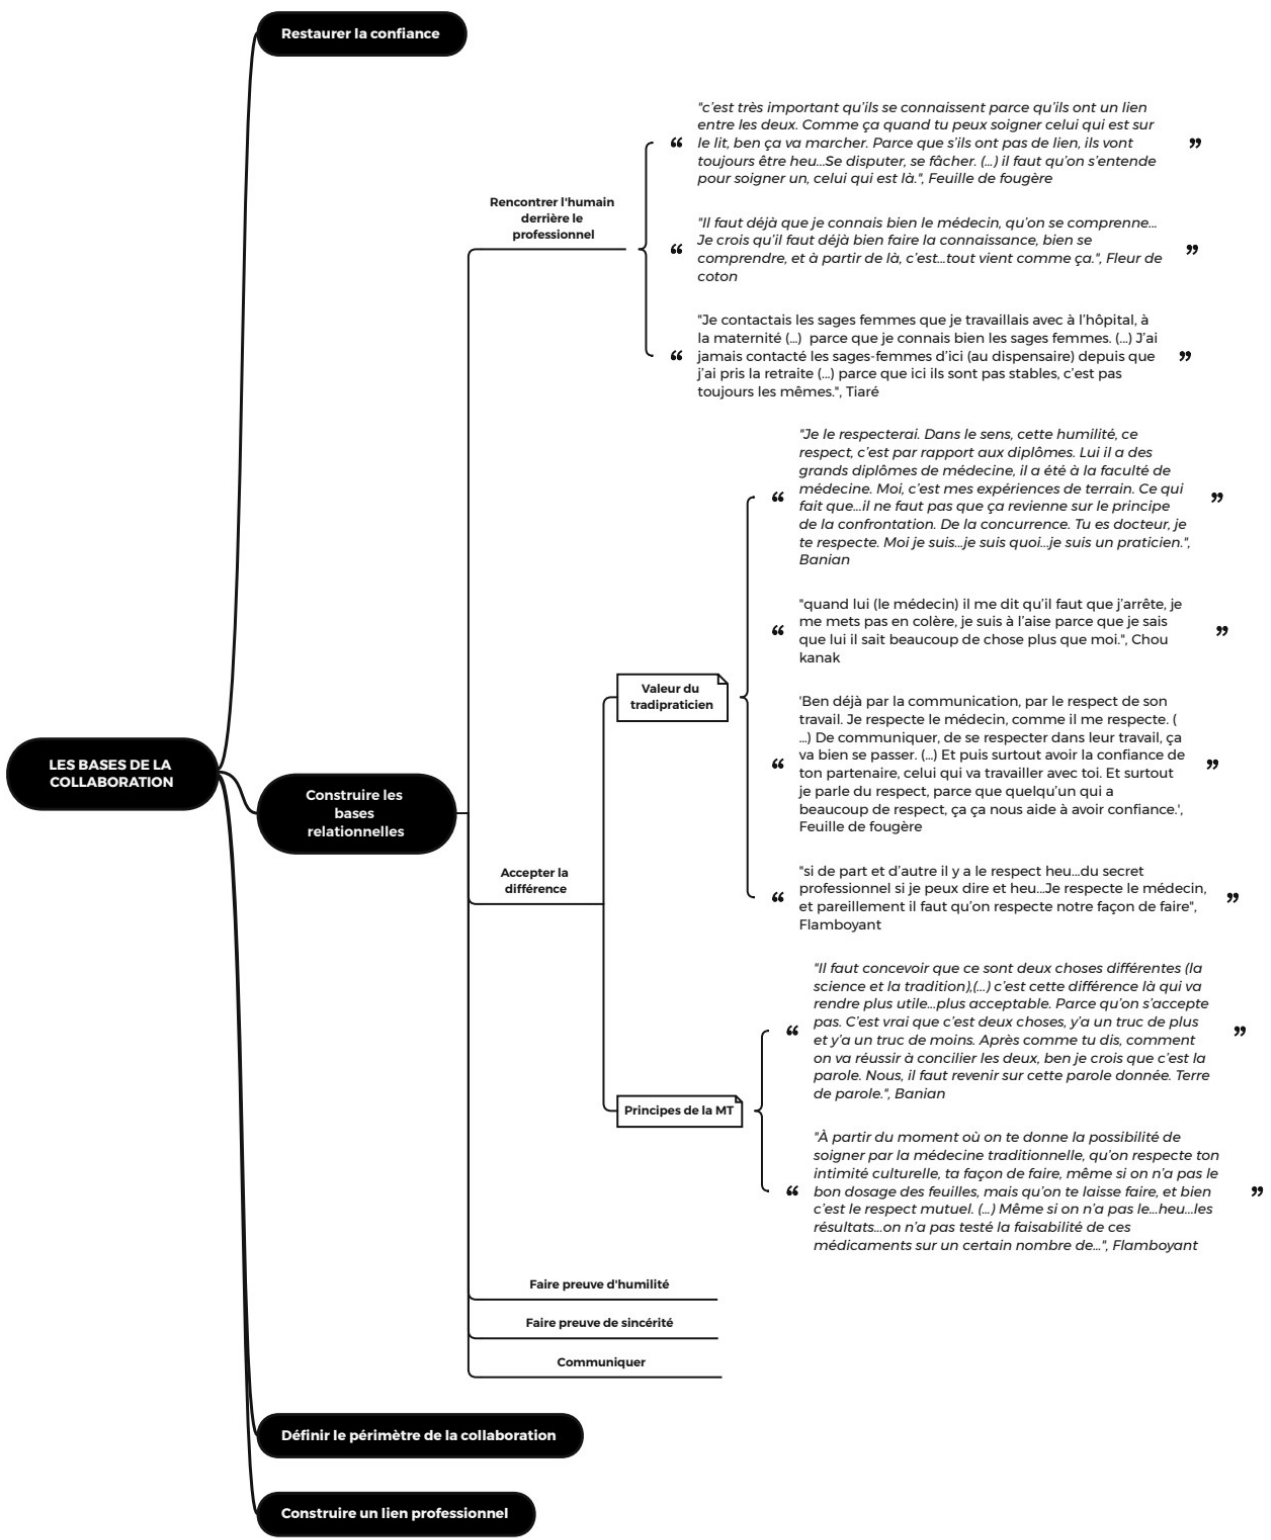 Restaurer la confiance
"c'est très important qu'ils se connaissent parce qu'ils ont un lien
entre les deux. Comme ça quand tu peux soigner celui qui est sur
“ le lit, ben ça va marcher. Parce que s'ils ont pas de lien, ils vont ”
toujours être heu...Se disputer, se fâcher. (...) il faut qu'on s'entende
pour soigner un, celui qui est là.", Feuille de fougère
Rencontrer l'humain
derrière le
professionnel
"Il faut déjà que je connais bien le médecin, qu'on se comprenne...
Je crois qu'il faut déjà bien faire la connaissance, bien se
“ comprendre, et à partir de là, c'est...tout vient comme ça.", Fleur de ”
coton
"Je contactais les sages femmes que je travaillais avec à l'hôpital, à
la maternité (...)  parce que je connais bien les sages femmes. (...) J'ai
“ jamais contacté les sages-femmes d'ici (au dispensaire) depuis que ”
j'ai pris la retraite (...) parce que ici ils sont pas stables, c'est pas
toujours les mêmes.", Tiaré
"Je le respecterai. Dans le sens, cette humilité, ce
respect, c'est par rapport aux diplômes. Lui il a des
grands diplômes de médecine, il a été à la faculté de
“ médecine. Moi, c'est mes expériences de terrain. Ce qui ”
fait que...il ne faut pas que ça revienne sur le principe
de la confrontation. De la concurrence. Tu es docteur, je
te respecte. Moi je suis...je suis quoi...je suis un praticien.",
Banian
"quand lui (le médecin) il me dit qu'il faut que j'arrête, je
me mets pas en colère, je suis à l'aise parce que je sais
“ que lui il sait beaucoup de chose plus que moi.", Chou ”
kanak
Valeur du
tradipraticien
'Ben déjà par la communication, par le respect de son
travail. Je respecte le médecin, comme il me respecte. (
...) De communiquer, de se respecter dans leur travail, ça
va bien se passer. (...) Et puis surtout avoir la confiance de
“ ton partenaire, celui qui va travailler avec toi. Et surtout ”
je parle du respect, parce que quelqu'un qui a
beaucoup de respect, ça ça nous aide à avoir confiance.',
Feuille de fougère
LES BASES DE LA
COLLABORATION
Construire les
bases
relationnelles
Accepter la
différence
"si de part et d'autre il y a le respect heu...du secret
professionnel si je peux dire et heu...Je respecte le médecin,
“ et pareillement il faut qu'on respecte notre façon de faire", ”
Flamboyant
"Il faut concevoir que ce sont deux choses différentes (la
science et la tradition),(...) c'est cette différence là qui va
rendre plus utile...plus acceptable. Parce qu'on s'accepte
“ pas. C'est vrai que c'est deux choses, y'a un truc de plus ”
et y'a un truc de moins. Après comme tu dis, comment
on va réussir à concilier les deux, ben je crois que c'est la
parole. Nous, il faut revenir sur cette parole donnée. Terre
de parole.", Banian
Principes de la MT
"À partir du moment où on te donne la possibilité de
soigner par la médecine traditionnelle, qu'on respecte ton
intimité culturelle, ta façon de faire, même si on n'a pas le
“ bon dosage des feuilles, mais qu'on te laisse faire, et bien ”
c'est le respect mutuel. (...) Même si on n'a pas le...heu...les
résultats...on n'a pas testé la faisabilité de ces
médicaments sur un certain nombre de...", Flamboyant
Faire preuve d'humilité
Faire preuve de sincérité
Communiquer
Définir le périmètre de la collaboration
Construire un lien professionnel